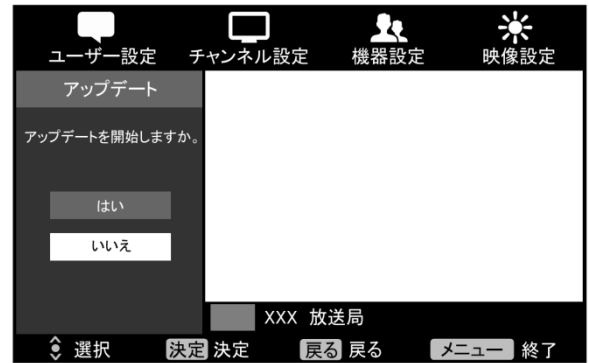 ユーザー設定 チャンネル設定 機器設定 映像設定
アップデート
アップデートを開始しますか。
はい
いいえ
XXX 放送局
選択 決定 決定 戻る 戻る メニュー 終了